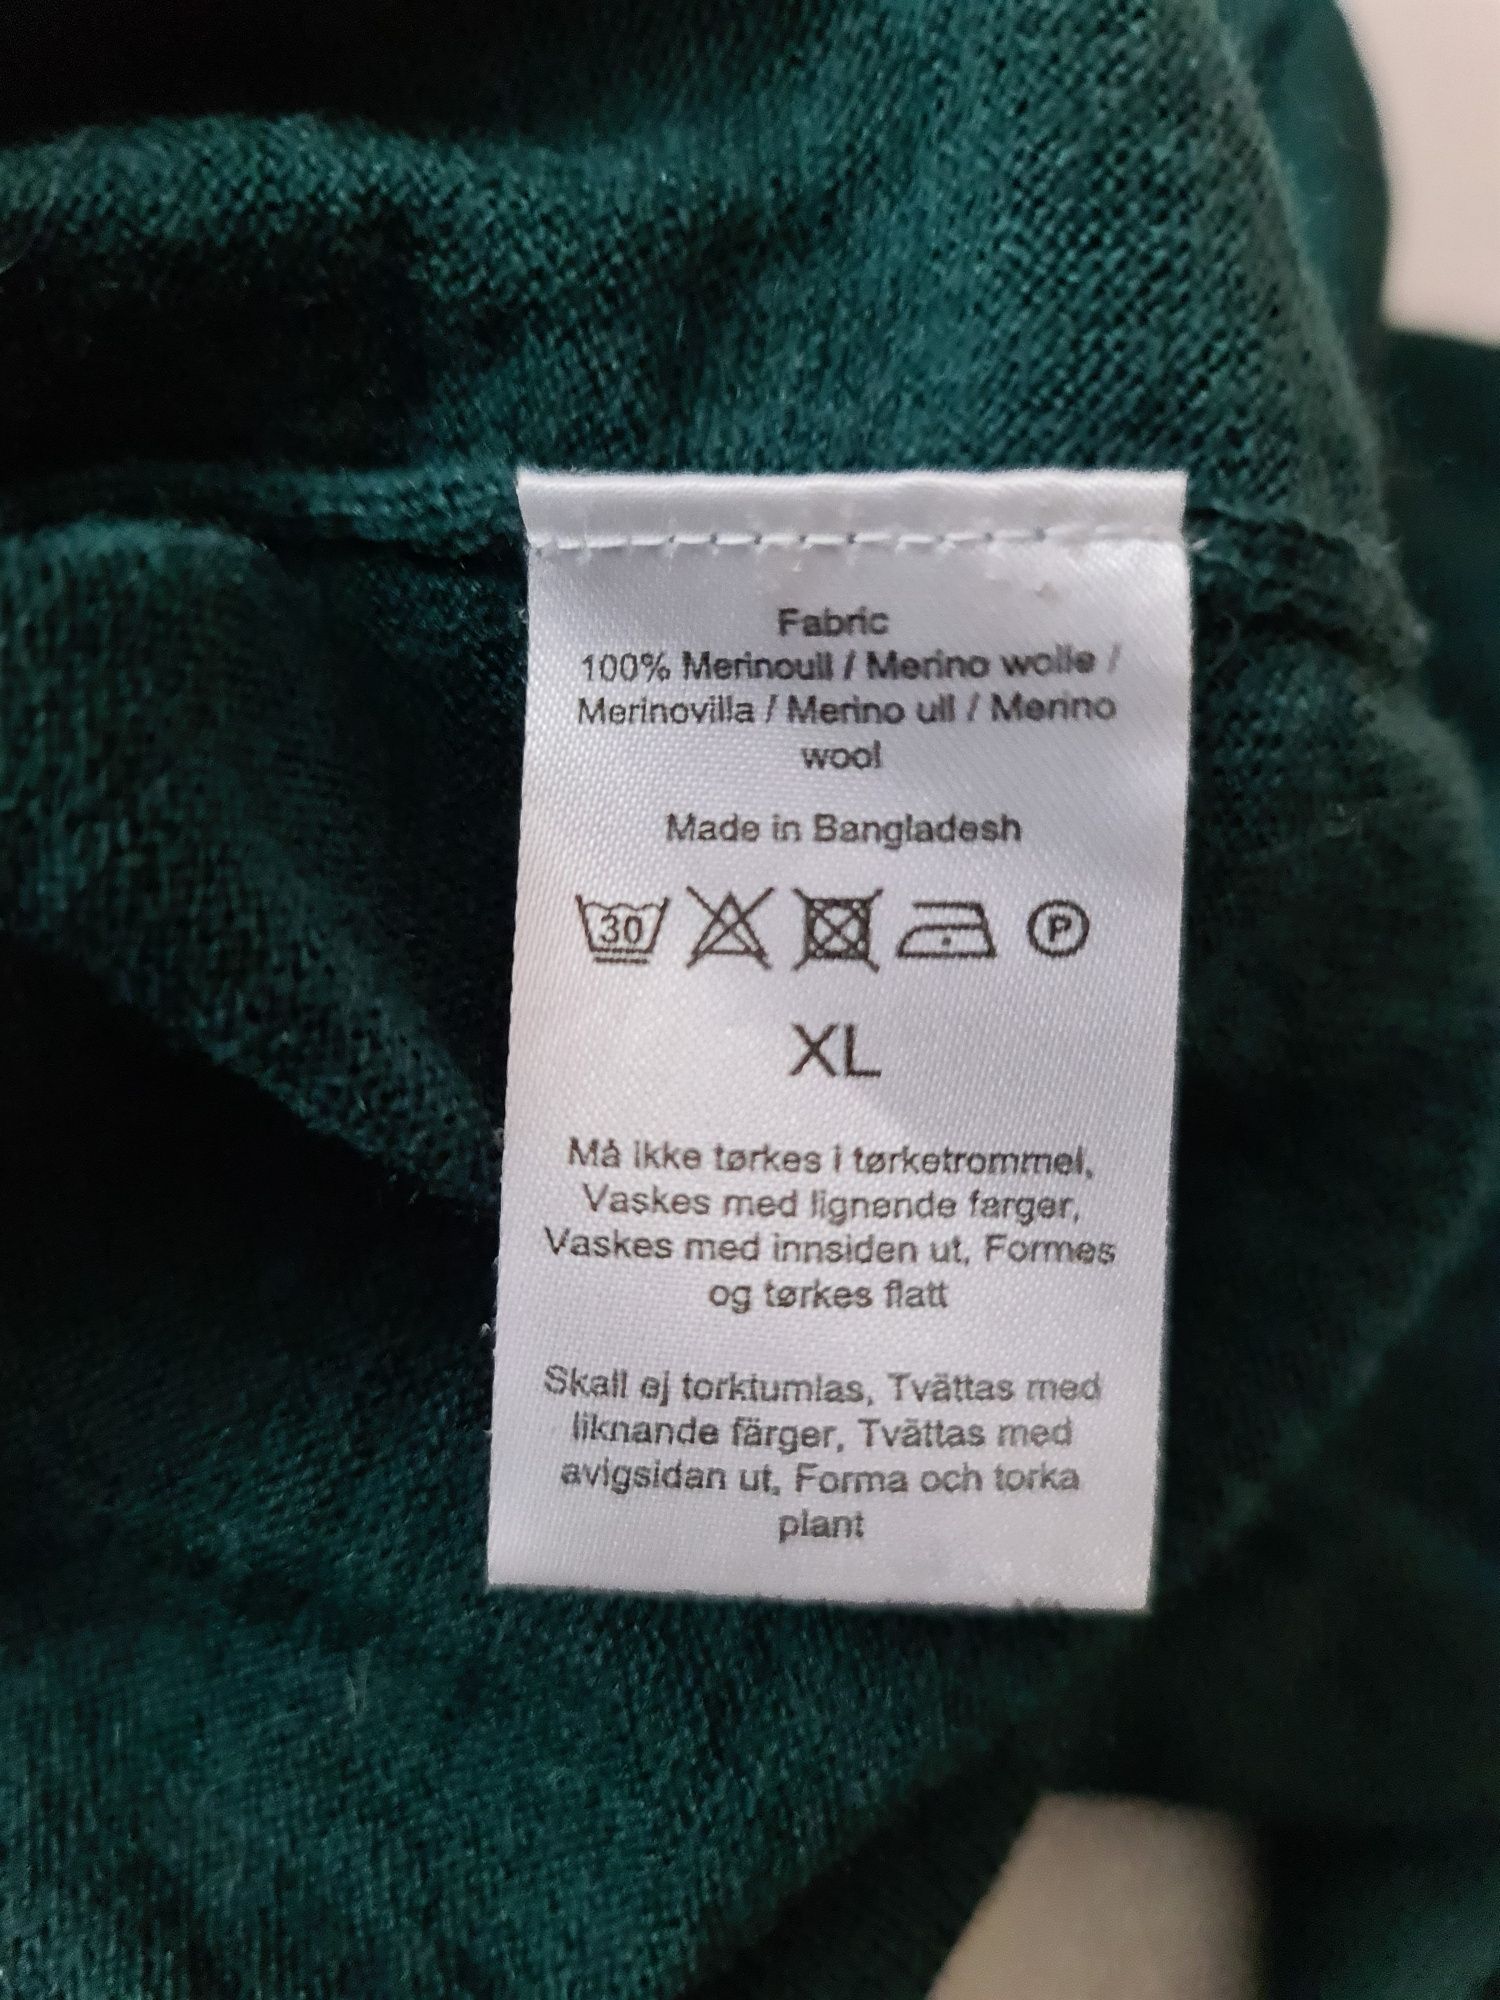 Fabric
100% Merinoull / Merino wolle /
Merinovilla / Merino ull / Merino
wool
Made in Bangladesh
30 P
XL
Må ikke tørkes i tørketrommel,
Vaskes med lignende farger,
Vaskes med innsiden ut, Formes
og tørkes flatt
Skall ej torktumlas, Tvättas med
liknande färger, Tvättas med
avigsidan ut, Forma och torka
plant